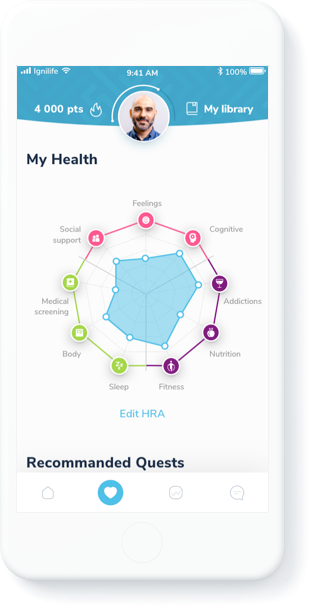 Ignilife 9:41 AM 100%
4 000 pts My library
My Health
Feelings
Social
support
Cognitive
Medical
screening
Addictions
Body
Nutrition
Sleep
Fitness
Edit HRA
Recommanded Quests